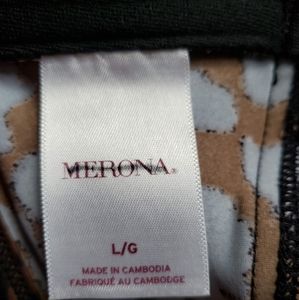 MERONA®
L/G
MADE IN CAMBODIA
FABRIQUÉ AU CAMBODGE